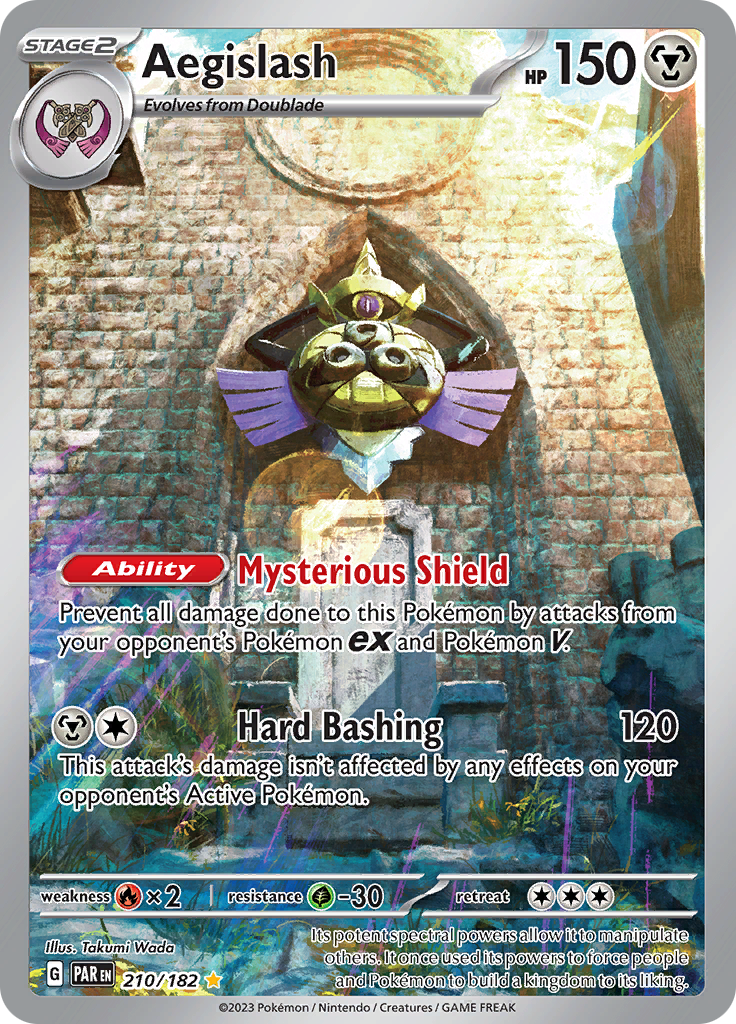 STAGE2
Aegislash
HP 150
Evolves from Doublade
Ability Mysterious Shield
Prevent all damage done to this Pokémon by attacks from
your opponent's Pokémon ex and Pokémon V.
Hard Bashing 120
This attack's damage isn't affected by any effects on your
opponent's Active Pokémon.
weakness ×2 resistance -30 retreat
Illus. Takumi Wada
G PAR EN 210/182
Its potent spectral powers allow it to manipulate
others. It once used its powers to force people
and Pokémon to build a kingdom to its liking.
©2023 Pokémon / Nintendo / Creatures / GAME FREAK